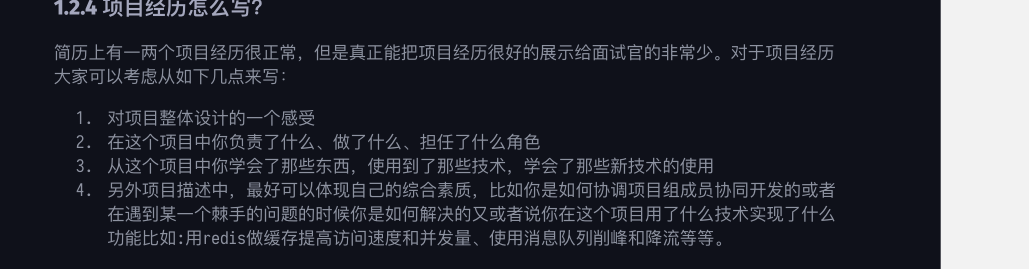 1.2.4 项目经历怎么写？
简历上有一两个项目经历很正常，但是真正能把项目经历很好的展示给面试官的非常少。对于项目经历
大家可以考虑从如下几点来写：
1. 对项目整体设计的一个感受
2. 在这个项目中你负责了什么、做了什么、担任了什么角色
3. 从这个项目中你学会了那些东西，使用到了那些技术，学会了那些新技术的使用
4. 另外项目描述中，最好可以体现自己的综合素质，比如你是如何协调项目组成员协同开发的或者
在遇到某一个棘手的问题的时候你是如何解决的又或者说你在这个项目用了什么技术实现了什么
功能比如:用redis做缓存提高访问速度和并发量、使用消息队列削峰和降流等等。